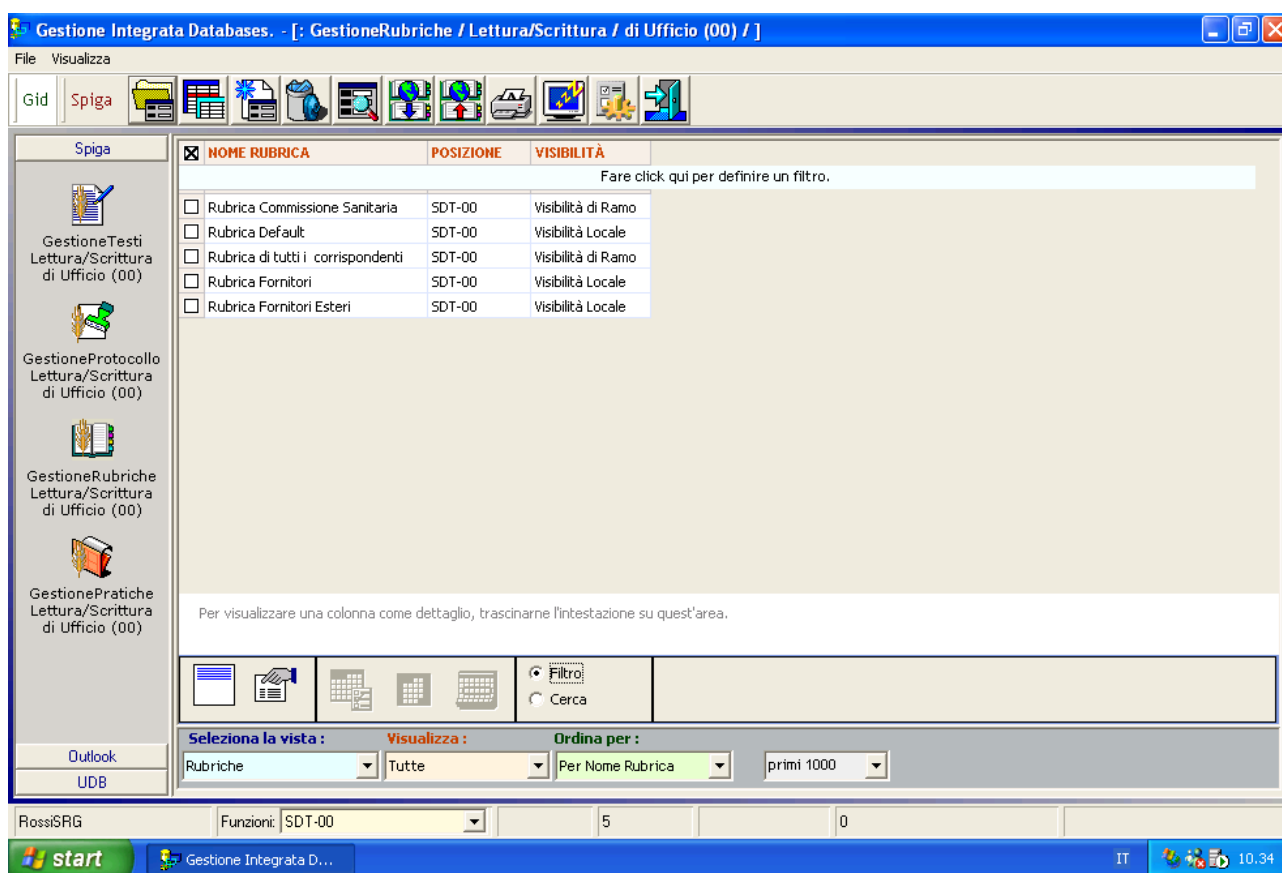 Gestione Integrata Databases. - [: GestioneRubriche / Lettura/Scrittura / di Ufficio (00) / ]
File Visualizza
Gid Spiga
Spiga
GestioneTesti
Lettura/Scrittura
di Ufficio (00)
GestioneProtocollo
Lettura/Scrittura
di Ufficio (00)
GestioneRubriche
Lettura/Scrittura
di Ufficio (00)
GestionePratiche
Lettura/Scrittura
di Ufficio (00)
Outlook
UDB
NOME RUBRICA POSIZIONE VISIBILITÀ
Fare click qui per definire un filtro.
Rubrica Commissione Sanitaria SDT-00 Visibilità di Ramo
Rubrica Default SDT-00 Visibilità Locale
Rubrica di tutti i corrispondenti SDT-00 Visibilità di Ramo
Rubrica Fornitori SDT-00 Visibilità Locale
Rubrica Fornitori Esteri SDT-00 Visibilità Locale
Per visualizzare una colonna come dettaglio, trascinarne l'intestazione su quest'area.
Filtro
Cerca
Seleziona la vista : Visualizza : Ordina per :
Rubriche Tutte Per Nome Rubrica primi 1000
RossiSRG Funzioni: SDT-00 5 0
start Gestione Integrata D... IT 10.34